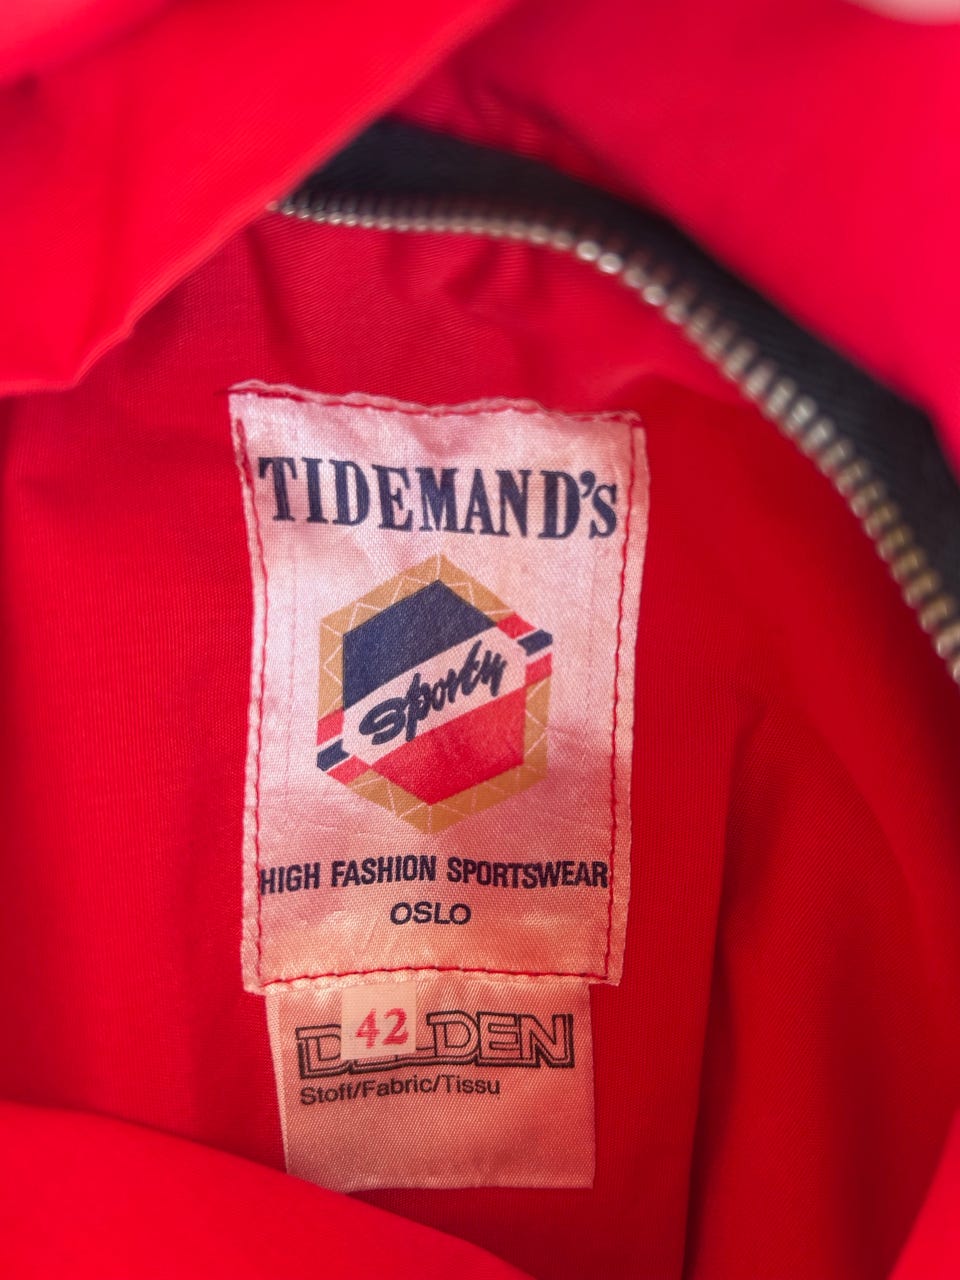 TIDEMAND'S
Sporty
HIGH FASHION SPORTSWEAR
OSLO
42
Stoff/Fabric/Tissu